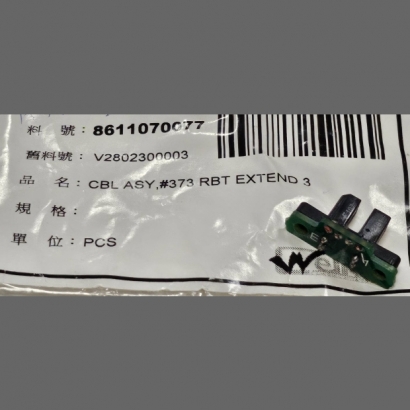 料 號：8611070077
舊料號： V2802300003
品 名：CBL ASY,#373 RBT EXTEND 3
規 格：
單 位：PCS